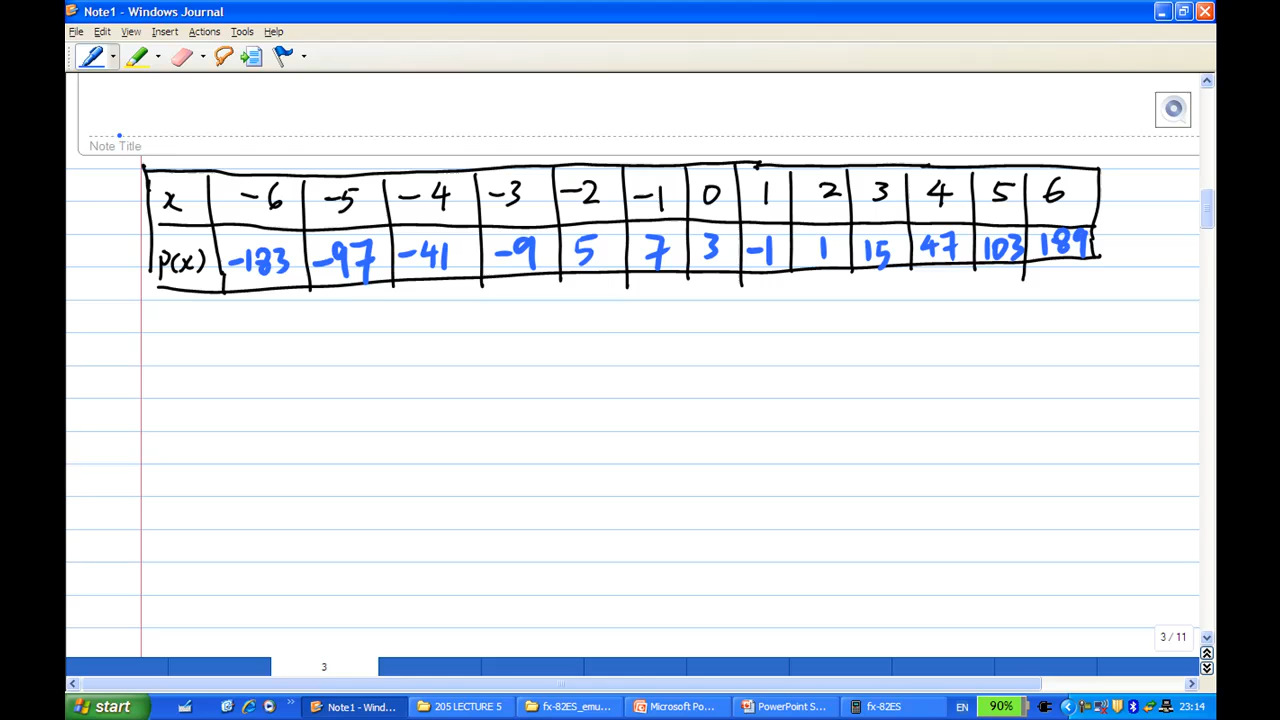 Note1 - Windows Journal
File Edit View Insert Actions Tools Help
Note Title
x -6 -5 -4 -3 -2 -1 0 1 2 3 4 5 6
P(x) -183 -97 -41 -9 5 7 3 -1 1 15 47 103 189
3 / 11
3
start Note1 - Wind... 205 LECTURE 5 fx-82ES_emu... Microsoft Po... PowerPoint S... fx-82ES EN 90% 23:14